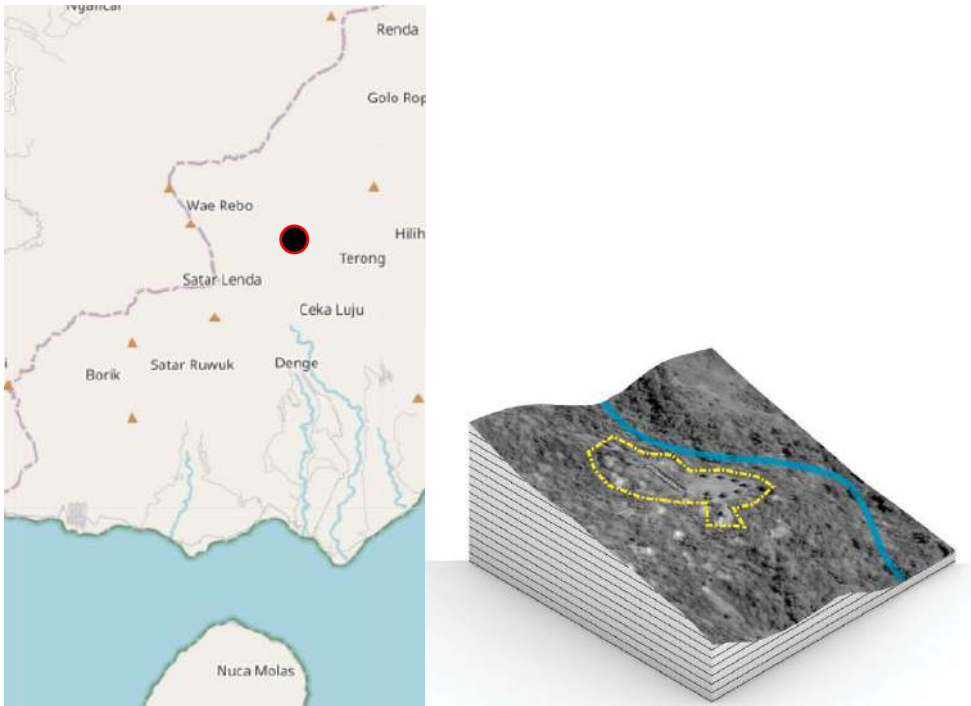 Renda
Golo Rop
Wae Rebo
Hilih
Terong
Satar Lenda
Ceka Luju
Satar Ruwuk
Denge
Borik
Nuca Molas